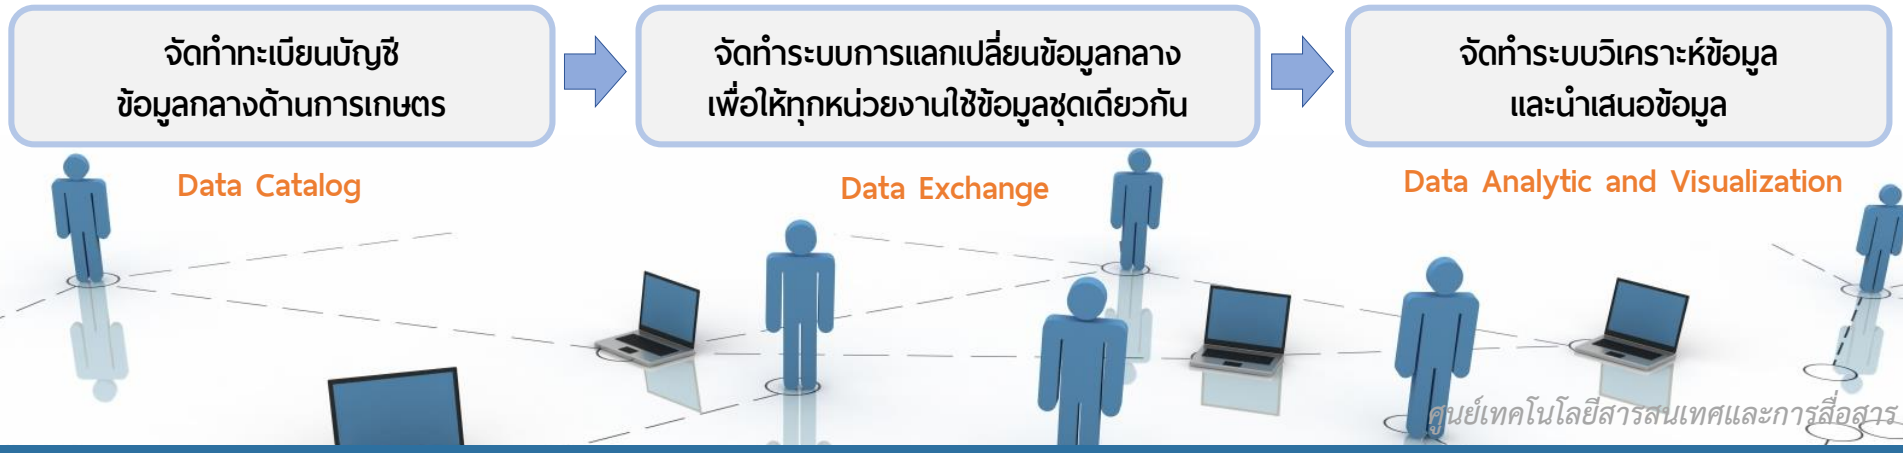 จัดทำทะเบียนบัญชี
ข้อมูลกลางด้านการเกษตร
Data Catalog
จัดทำระบบการแลกเปลี่ยนข้อมูลกลาง
เพื่อให้ทุกหน่วยงานใช้ข้อมูลชุดเดียวกัน
Data Exchange
จัดทำระบบวิเคราะห์ข้อมูล
และนำเสนอข้อมูล
Data Analytic and Visualization
ศูนย์เทคโนโลยีสารสนเทศและการสื่อสาร